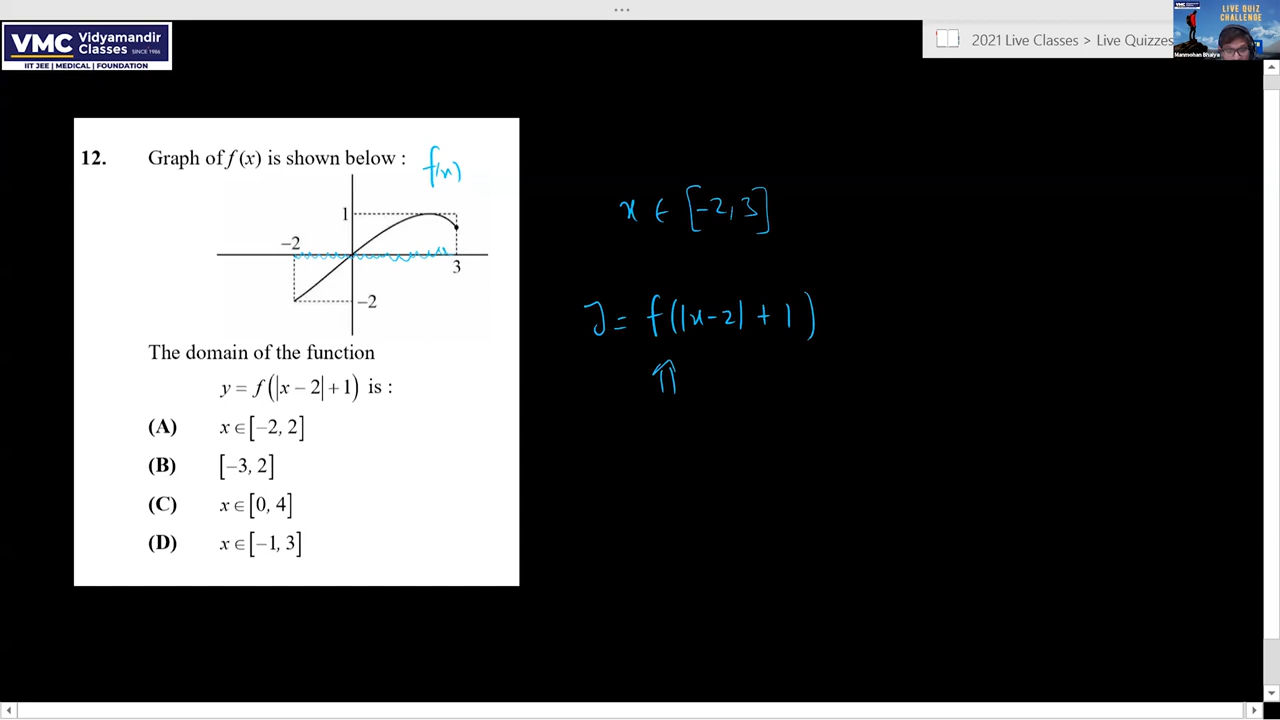 VMC Vidyamandir Classes SINCE 1986
IIT JEE | MEDICAL | FOUNDATION
2021 Live Classes > Live Quizzes
LIVE QUIZ
CHALLENGE
Manmohan Bhaiya
12. Graph of f (x) is shown below :
f(x)
1
−2
3
−2
The domain of the function
y = f(|x − 2| + 1) is :
(A) x ∈ [−2, 2]
(B) [−3, 2]
(C) x ∈ [0, 4]
(D) x ∈ [−1, 3]
x ∈ [−2, 3]
y = f(|x−2| + 1)